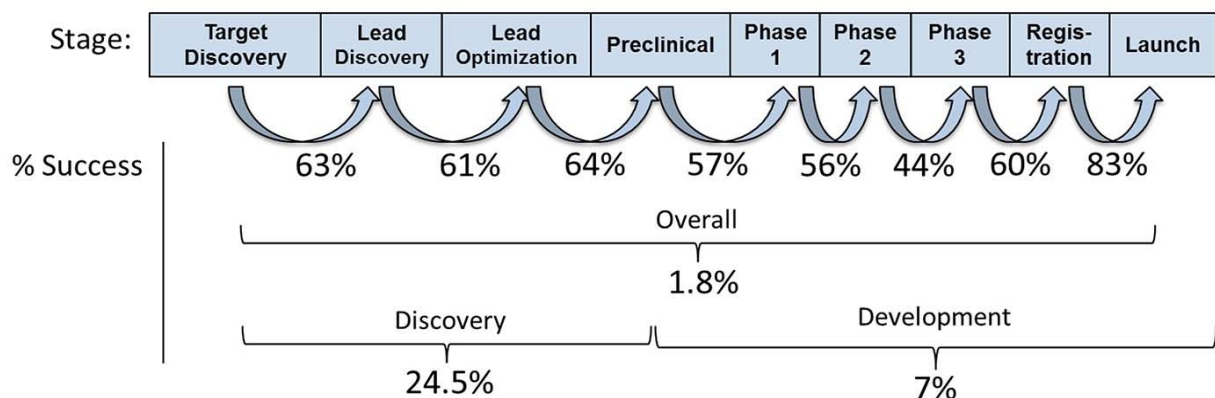 Stage:
Target Discovery
Lead Discovery
Lead Optimization
Preclinical
Phase 1
Phase 2
Phase 3
Regis-tration
Launch
% Success
63% 61% 64% 57% 56% 44% 60% 83%
Overall
1.8%
Discovery
Development
24.5%
7%